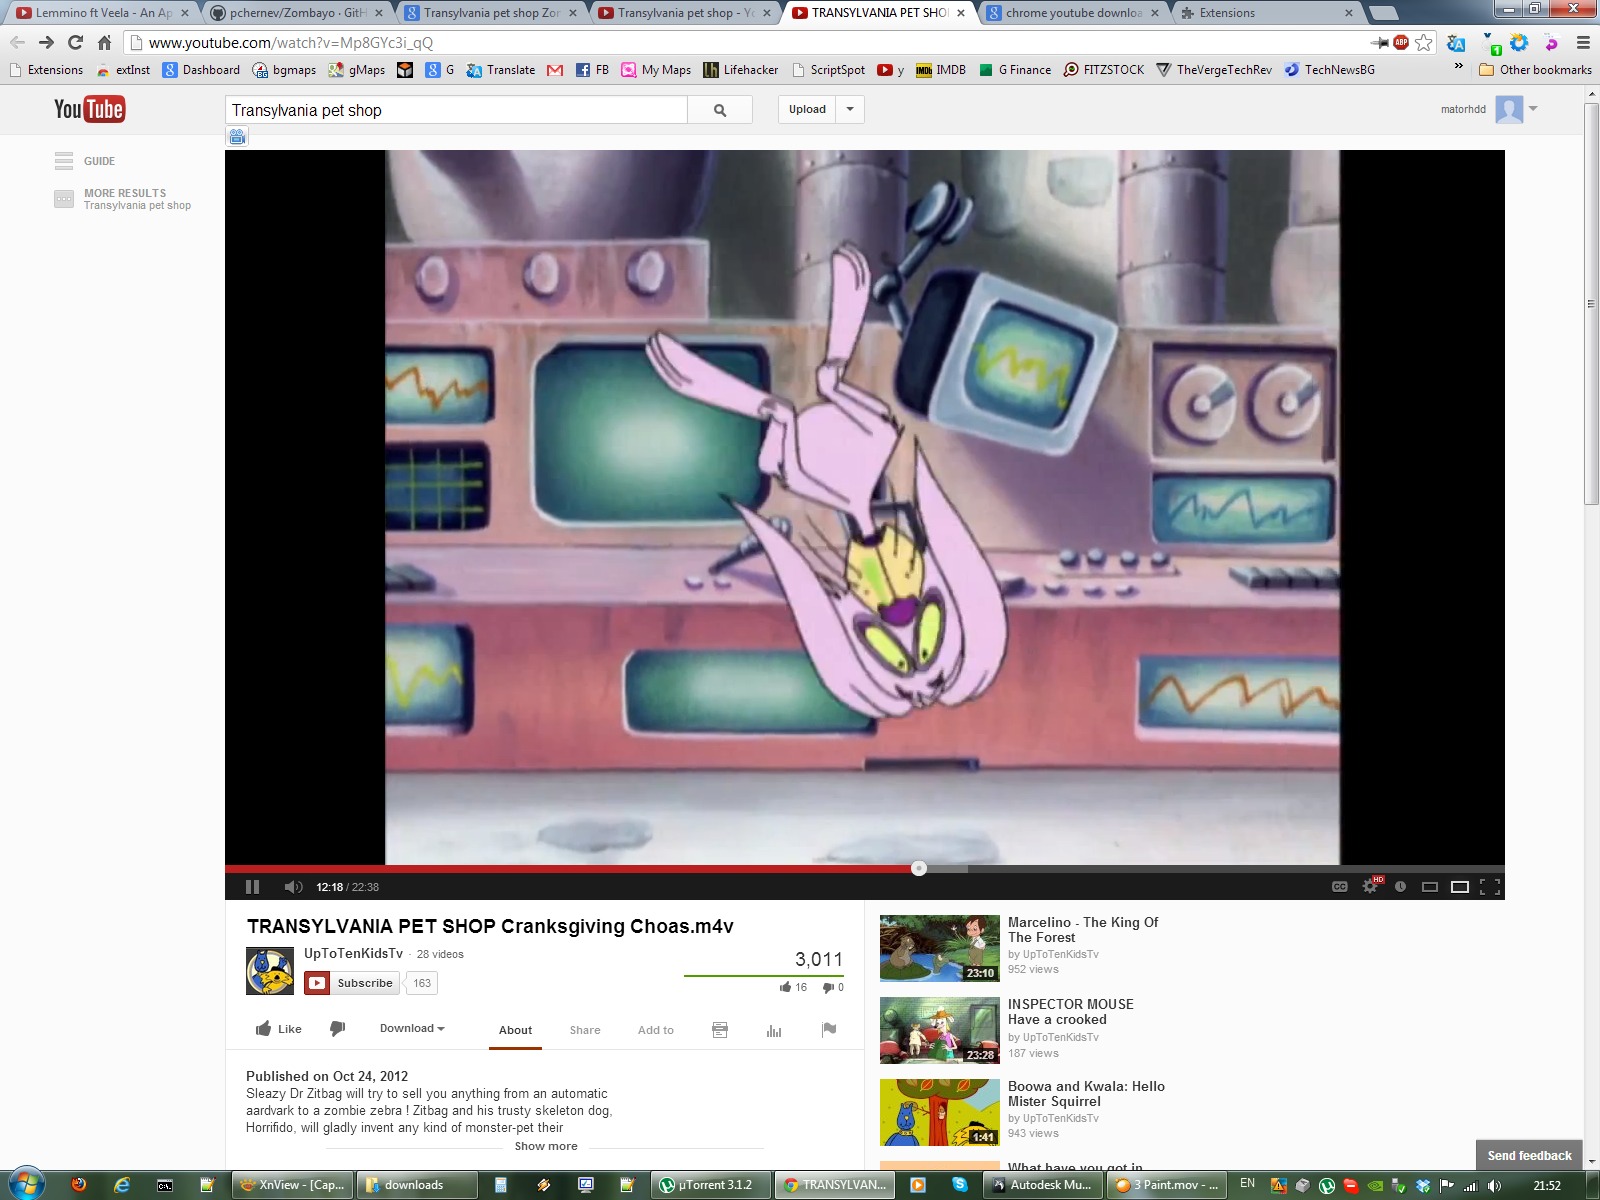 Lemmino ft Veela - An Ap
pchernev/Zombayo · GitH
Transylvania pet shop Zor
Transylvania pet shop - Yo
TRANSYLVANIA PET SHO
chrome youtube downloa
Extensions
www.youtube.com/watch?v=Mp8GYc3i_qQ
ABP
1
Extensions
extInst
Dashboard
bgmaps
gMaps
G
Translate
FB
My Maps
Lifehacker
ScriptSpot
y
IMDB
G Finance
FITZSTOCK
TheVergeTechRev
TechNewsBG
»
Other bookmarks
YouTube
Transylvania pet shop
Upload
matorhdd
GUIDE
MORE RESULTS
Transylvania pet shop
12:18 / 22:38
CC
HD
TRANSYLVANIA PET SHOP Cranksgiving Choas.m4v
UpToTenKidsTv · 28 videos
Subscribe
163
3,011
16
0
Like
Download
About
Share
Add to
Published on Oct 24, 2012
Sleazy Dr Zitbag will try to sell you anything from an automatic
aardvark to a zombie zebra ! Zitbag and his trusty skeleton dog,
Horrifido, will gladly invent any kind of monster-pet their
Show more
23:10
Marcelino - The King Of
The Forest
by UpToTenKidsTv
952 views
23:28
INSPECTOR MOUSE
Have a crooked
by UpToTenKidsTv
187 views
1:41
Boowa and Kwala: Hello
Mister Squirrel
by UpToTenKidsTv
943 views
What have you got in
Send feedback
XnView - [Cap...
downloads
µTorrent 3.1.2
TRANSYLVAN...
Autodesk Mu...
3 Paint.mov - ...
EN
21:52